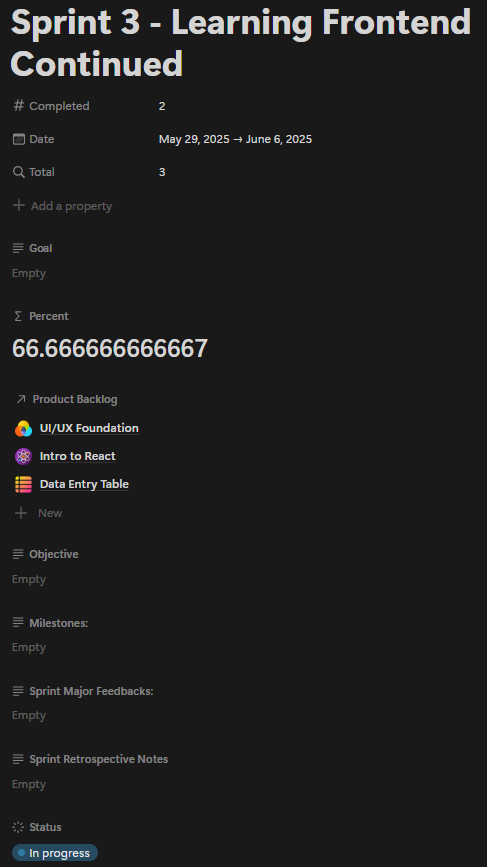 Sprint 3 - Learning Frontend
Continued
# Completed 2
Date May 29, 2025 → June 6, 2025
Total 3
+ Add a property
Goal
Empty
Σ Percent
66.666666666667
↗ Product Backlog
UI/UX Foundation
Intro to React
Data Entry Table
+ New
Objective
Empty
Milestones:
Empty
Sprint Major Feedbacks:
Empty
Sprint Retrospective Notes
Empty
Status
In progress